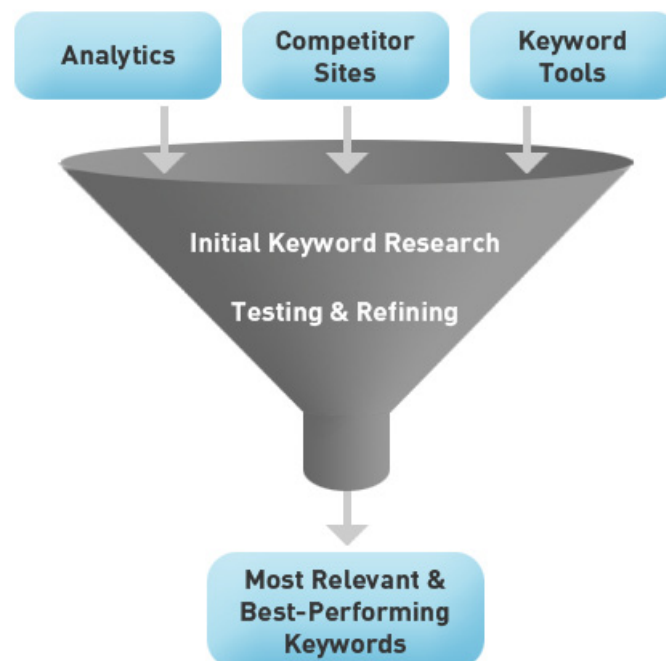 Analytics
Competitor
Sites
Keyword
Tools
Initial Keyword Research
Testing & Refining
Most Relevant &
Best-Performing
Keywords